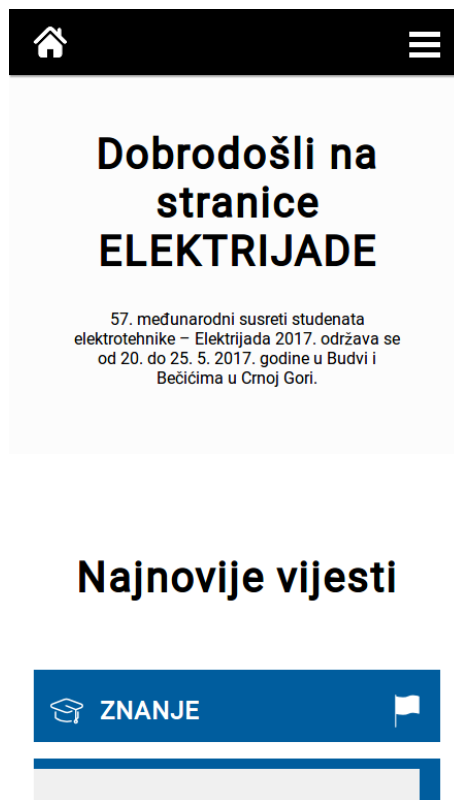 Dobrodošli na
stranice
ELEKTRIJADE
57. međunarodni susreti studenata
elektrotehnike – Elektrijada 2017. održava se
od 20. do 25. 5. 2017. godine u Budvi i
Bečićima u Crnoj Gori.
Najnovije vijesti
ZNANJE